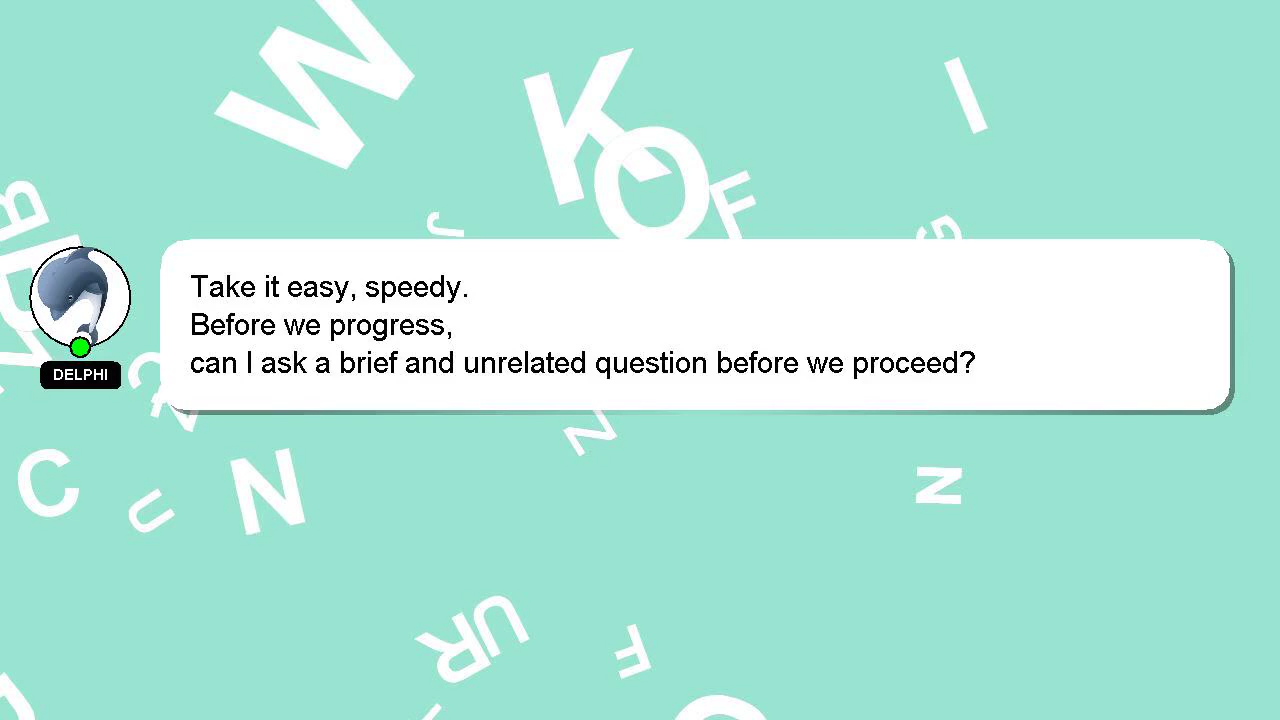 W
K
I
O
F
J
G
B
D
Take it easy, speedy.
Before we progress,
can I ask a brief and unrelated question before we proceed?
DELPHI
C
N
Z
U
N
Z
U
R
F